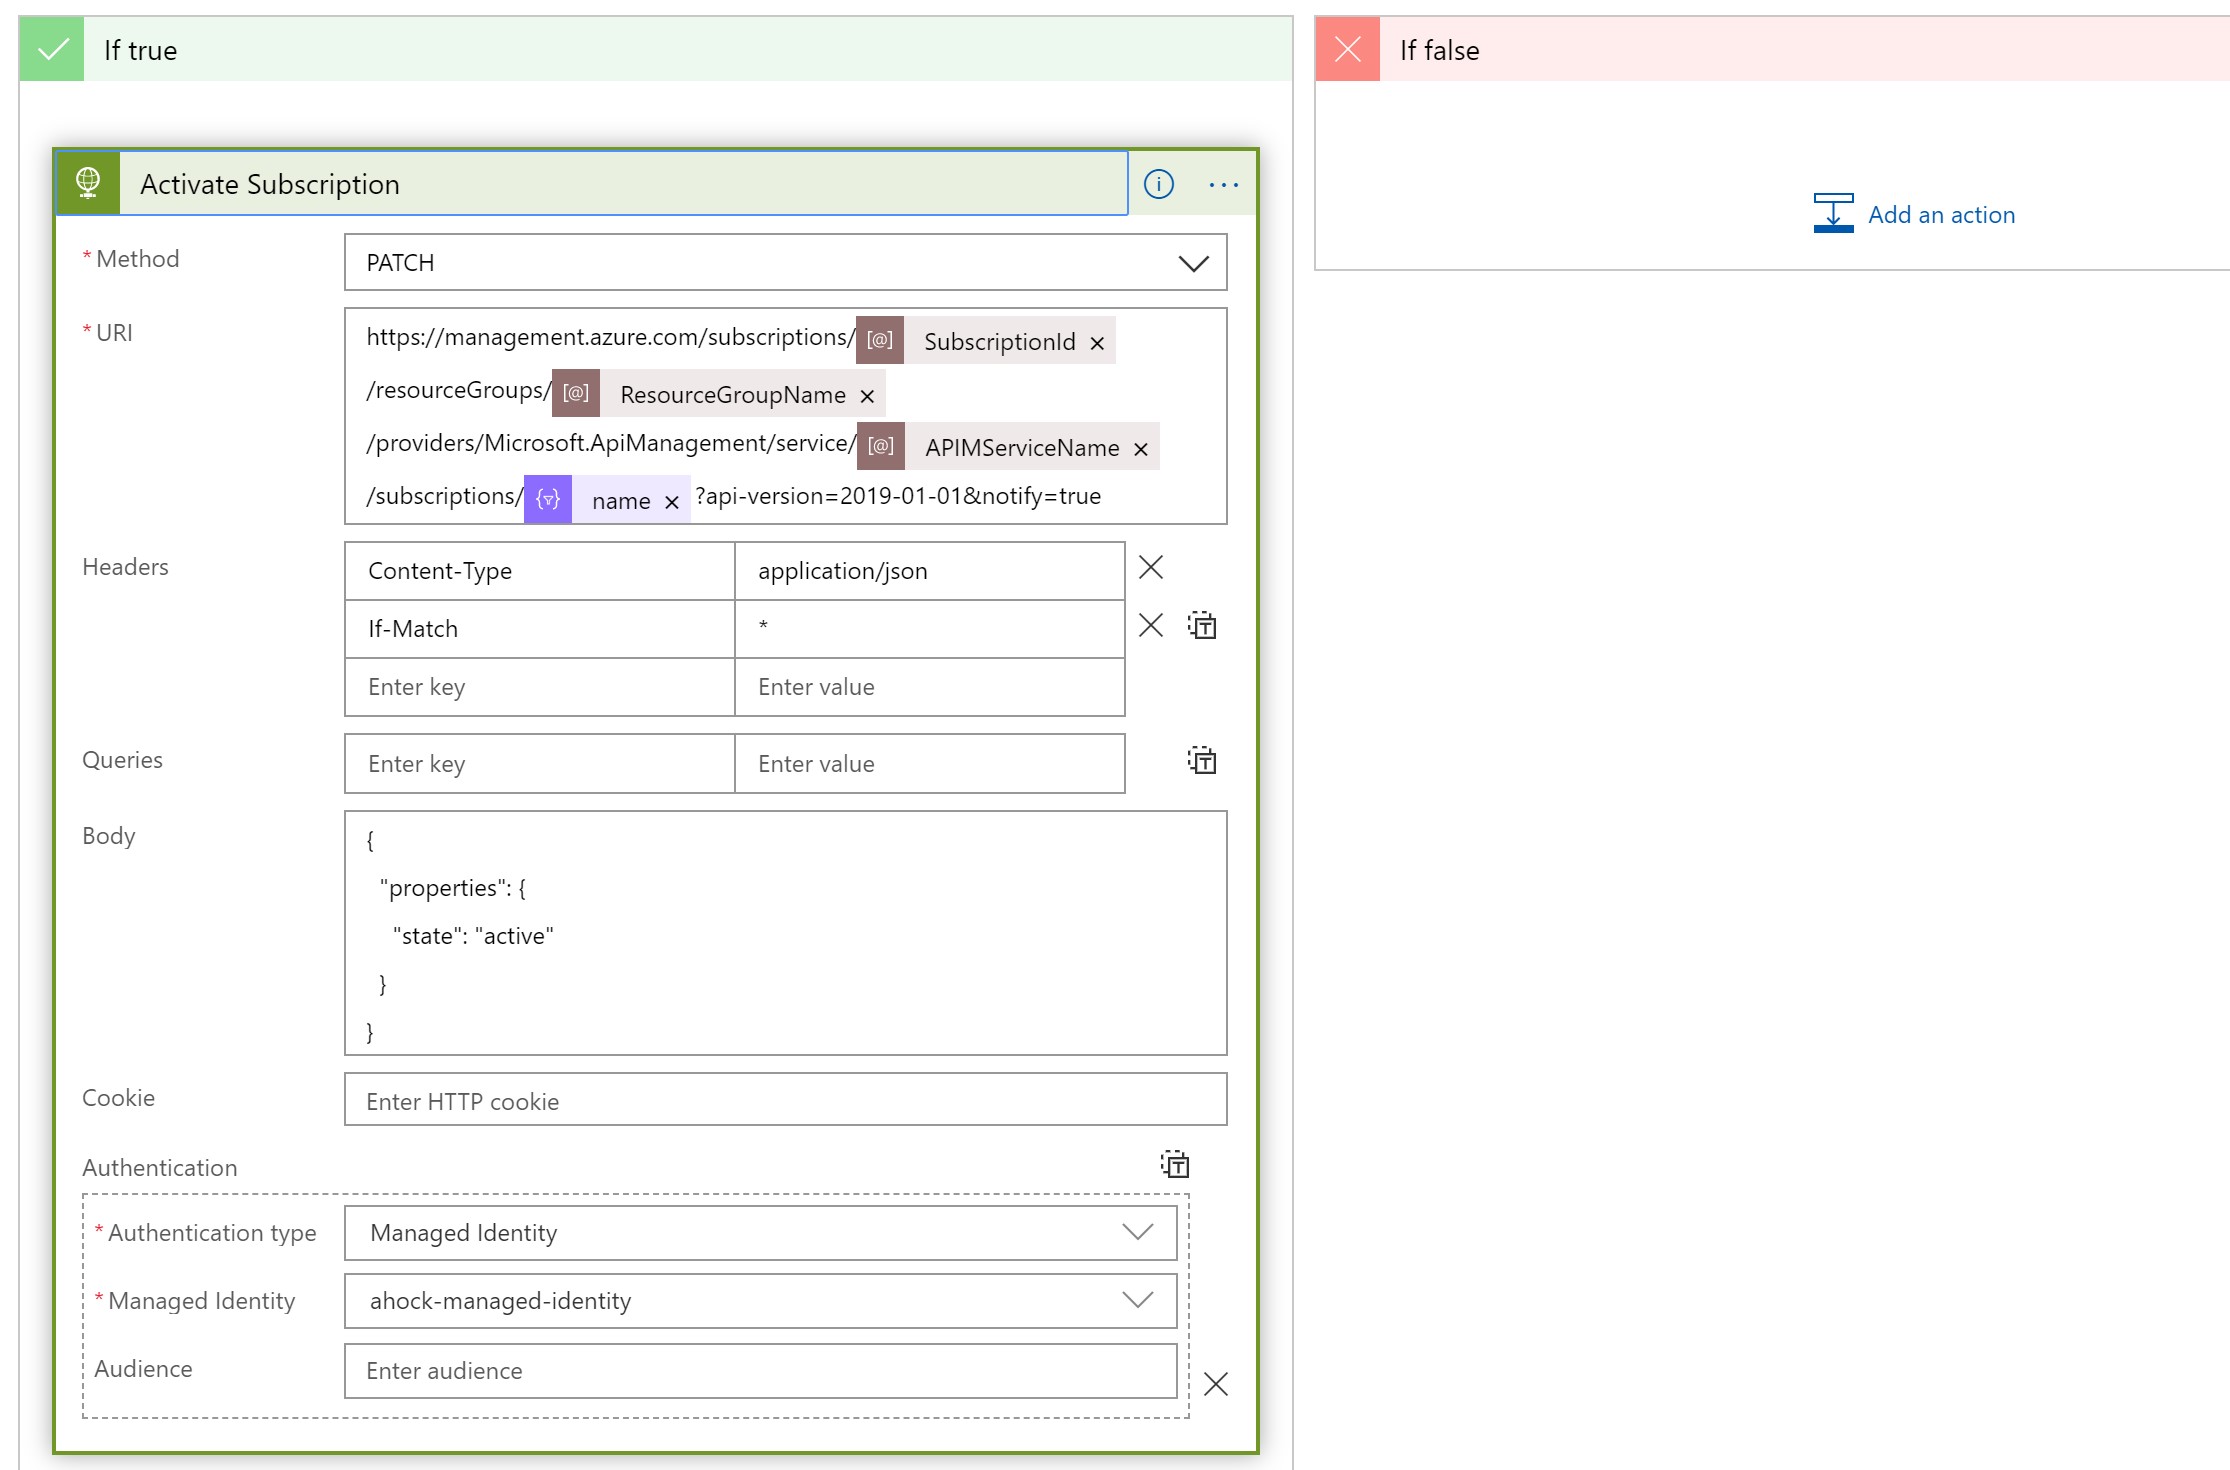 If true
If false
Add an action
Activate Subscription
* Method
PATCH
* URI
https://management.azure.com/subscriptions/ [@] SubscriptionId ×
/resourceGroups/ [@] ResourceGroupName ×
/providers/Microsoft.ApiManagement/service/ [@] APIMServiceName ×
/subscriptions/ name × ?api-version=2019-01-01&notify=true
Headers
Content-Type application/json
If-Match *
Enter key Enter value
Queries
Enter key Enter value
Body
{
"properties": {
"state": "active"
}
}
Cookie
Enter HTTP cookie
Authentication
* Authentication type
Managed Identity
* Managed Identity
ahock-managed-identity
Audience
Enter audience